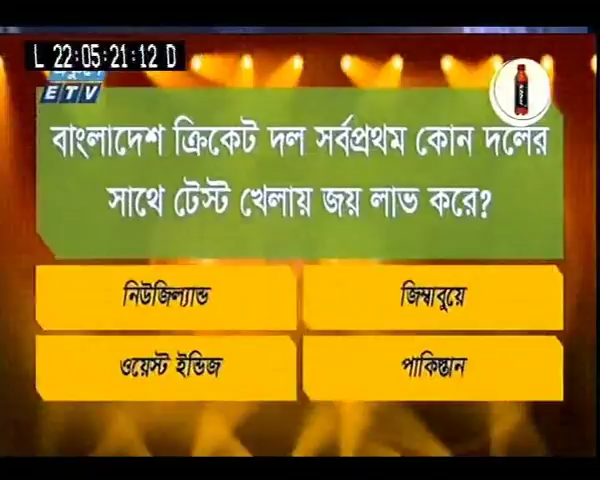 L 22:05:21:12 D
ETV
বাংলাদেশ ক্রিকেট দল সর্বপ্রথম কোন দলের
সাথে টেস্ট খেলায় জয় লাভ করে?
নিউজিল্যান্ড
জিম্বাবুয়ে
ওয়েস্ট ইন্ডিজ
পাকিস্তান